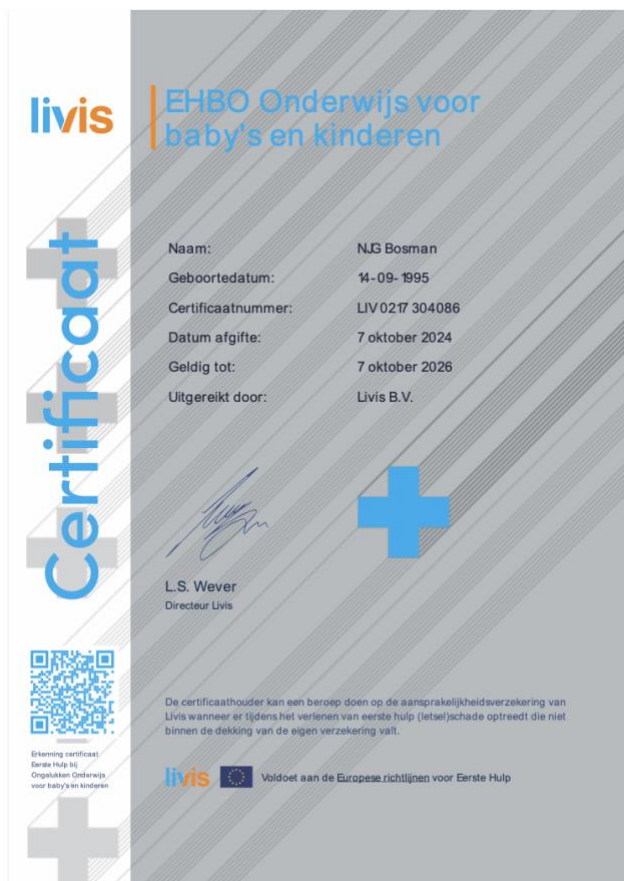 livis
EHBO Onderwijs voor
baby's en kinderen
Certificaat
Naam: NJG Bosman
Geboortedatum: 14-09-1995
Certificaatnummer: LIV0217 304086
Datum afgifte: 7 oktober 2024
Geldig tot: 7 oktober 2026
Uitgereikt door: Livis B.V.
L.S. Wever
Directeur Livis
De certificaathouder kan een beroep doen op de aansprakelijkheidsverzekering van
Livis wanneer er tijdens het verlenen van eerste hulp (letsel)schade optreedt die niet
binnen de dekking van de eigen verzekering valt.
Erkenning certificaat
Eerste Hulp bij
Ongelukken Onderwijs
voor baby's en kinderen
livis Voldoet aan de Europese richtlijnen voor Eerste Hulp